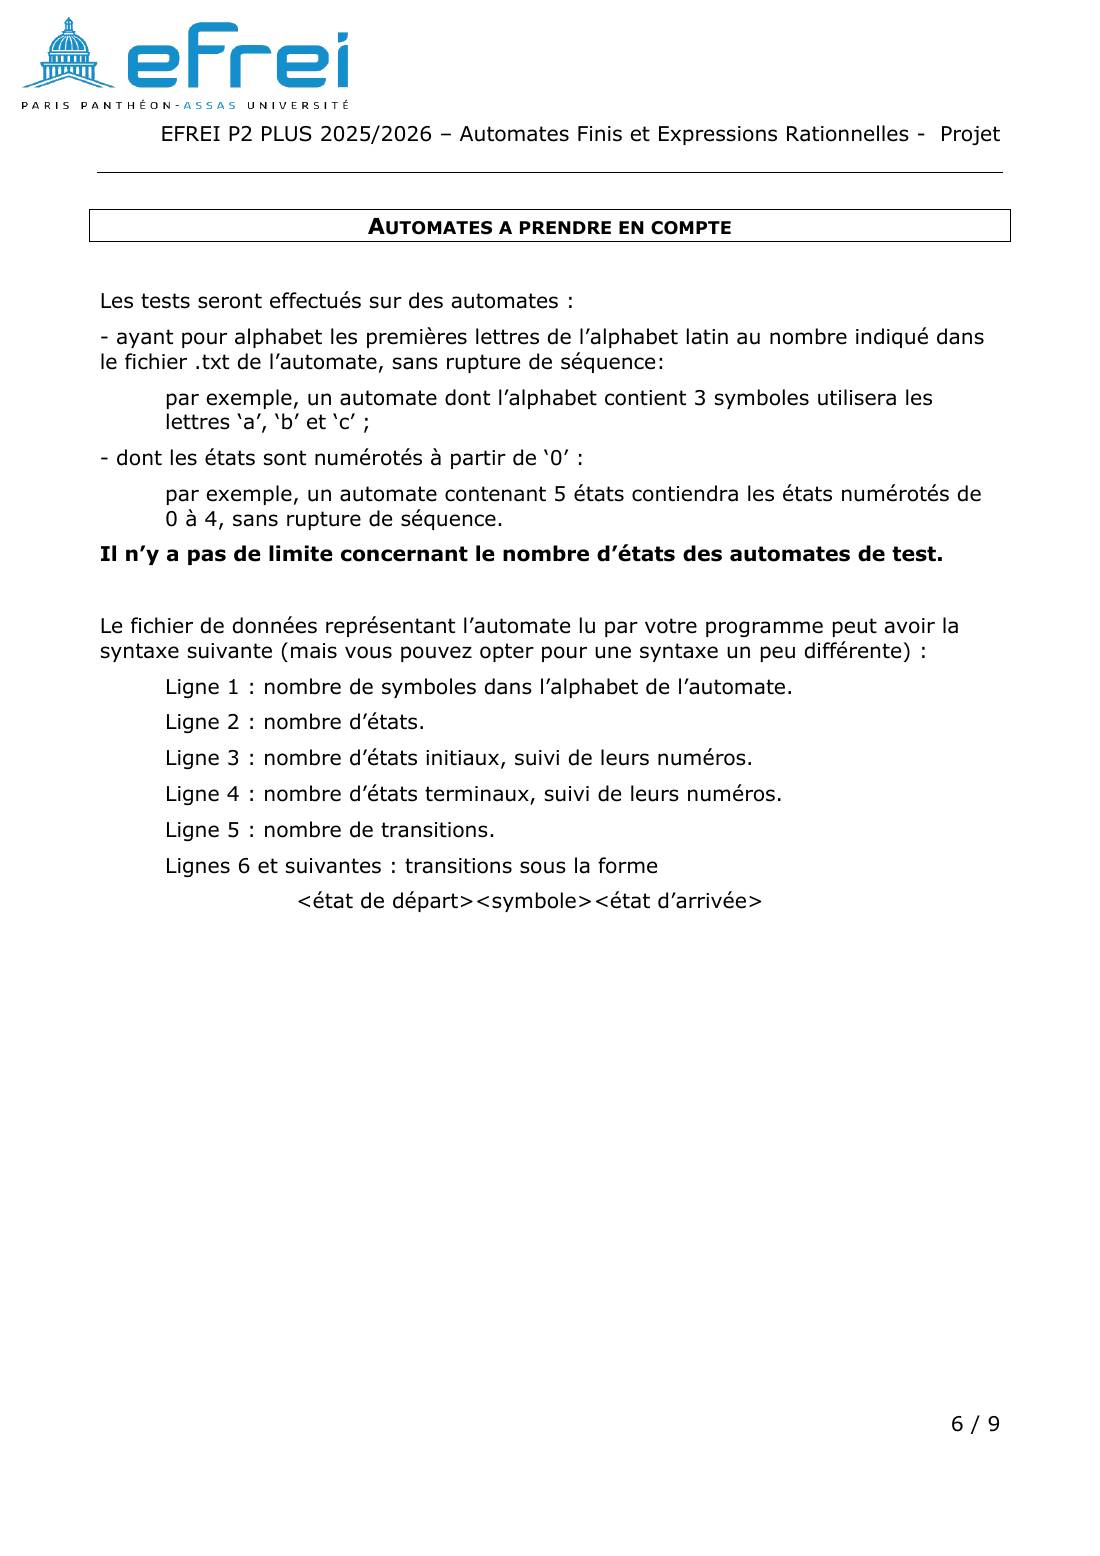 efrei
PARIS PANTHÉON-ASSAS UNIVERSITÉ
EFREI P2 PLUS 2025/2026 – Automates Finis et Expressions Rationnelles - Projet
AUTOMATES A PRENDRE EN COMPTE
Les tests seront effectués sur des automates :
- ayant pour alphabet les premières lettres de l’alphabet latin au nombre indiqué dans
le fichier .txt de l’automate, sans rupture de séquence:
par exemple, un automate dont l’alphabet contient 3 symboles utilisera les
lettres ‘a’, ‘b’ et ‘c’ ;
- dont les états sont numérotés à partir de ‘0’ :
par exemple, un automate contenant 5 états contiendra les états numérotés de
0 à 4, sans rupture de séquence.
Il n’y a pas de limite concernant le nombre d’états des automates de test.
Le fichier de données représentant l’automate lu par votre programme peut avoir la
syntaxe suivante (mais vous pouvez opter pour une syntaxe un peu différente) :
Ligne 1 : nombre de symboles dans l’alphabet de l’automate.
Ligne 2 : nombre d’états.
Ligne 3 : nombre d’états initiaux, suivi de leurs numéros.
Ligne 4 : nombre d’états terminaux, suivi de leurs numéros.
Ligne 5 : nombre de transitions.
Lignes 6 et suivantes : transitions sous la forme
<état de départ><symbole><état d’arrivée>
6 / 9